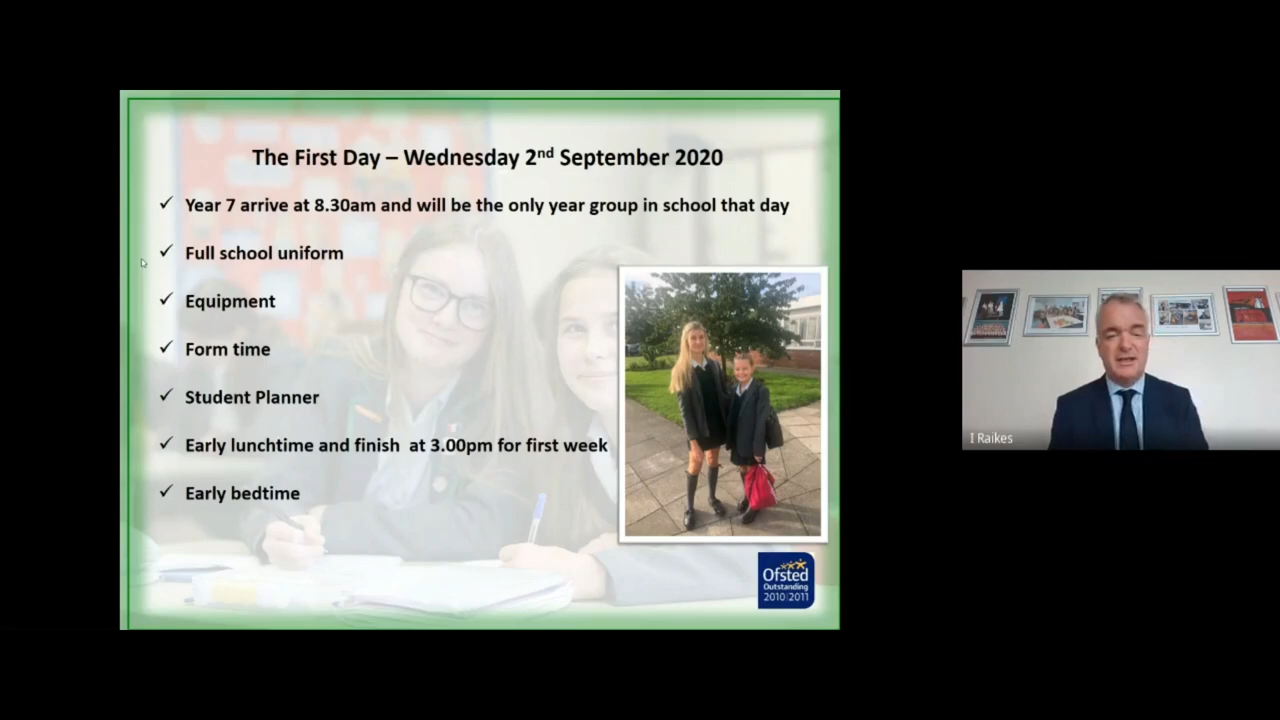 The First Day – Wednesday 2nd September 2020
✓ Year 7 arrive at 8.30am and will be the only year group in school that day
✓ Full school uniform
✓ Equipment
✓ Form time
✓ Student Planner
✓ Early lunchtime and finish  at 3.00pm for first week
✓ Early bedtime
Ofsted
Outstanding
2010|2011
I Raikes